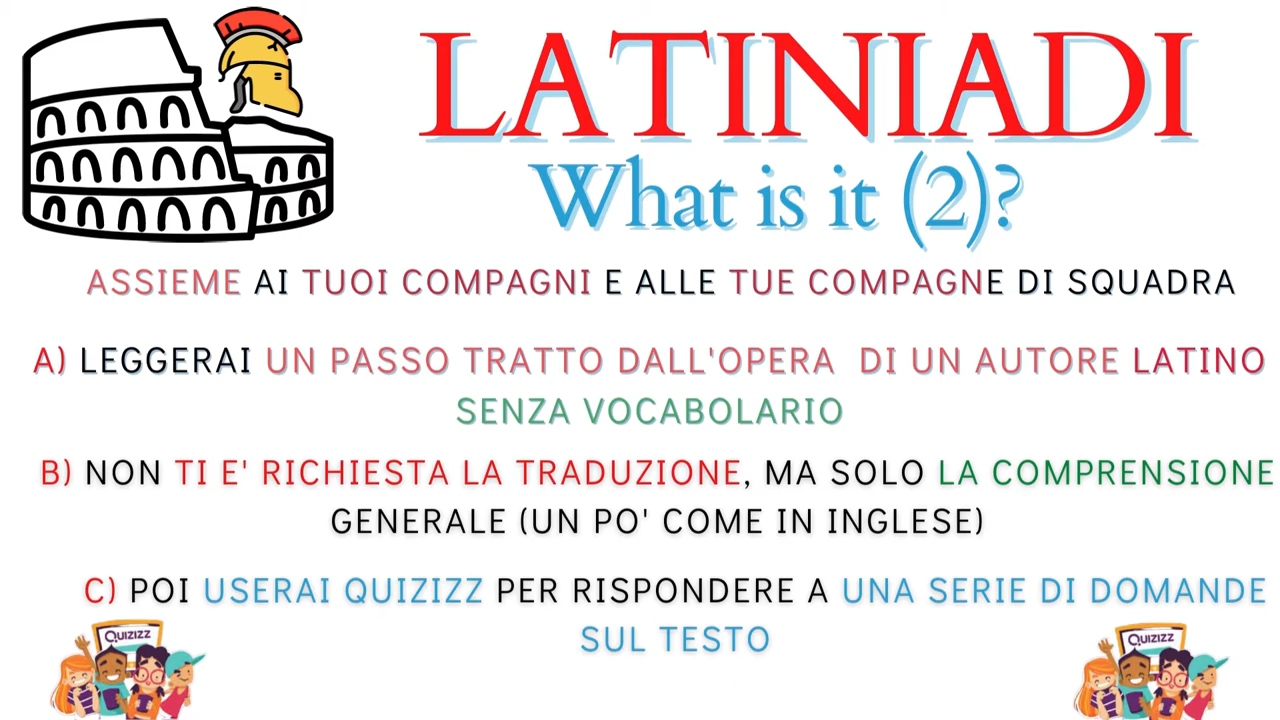 LATINIADI
What is it (2)?
ASSIEME AI TUOI COMPAGNI E ALLE TUE COMPAGNE DI SQUADRA
A) LEGGERAI UN PASSO TRATTO DALL'OPERA DI UN AUTORE LATINO
SENZA VOCABOLARIO
B) NON TI E' RICHIESTA LA TRADUZIONE, MA SOLO LA COMPRENSIONE
GENERALE (UN PO' COME IN INGLESE)
C) POI USERAI QUIZIZZ PER RISPONDERE A UNA SERIE DI DOMANDE
SUL TESTO
QUIZIZZ
QUIZIZZ